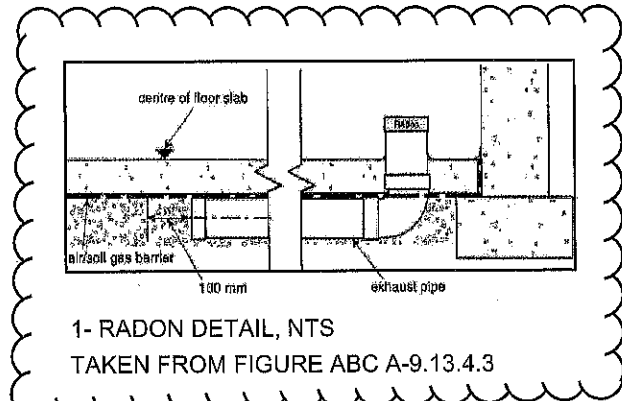 centre of floor slab
RADON
air/soil gas barrier
100 mm
exhaust pipe
1- RADON DETAIL, NTS
TAKEN FROM FIGURE ABC A-9.13.4.3